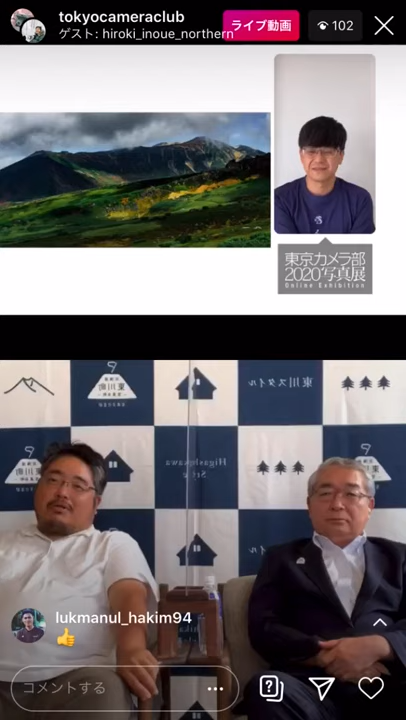 tokyocameraclub
ゲスト: hiroki_inoue_northern
ライブ動画
102
東京カメラ部
2020写真展
Online Exhibition
東川スタイル
Higashikawa
Style
lukmanul_hakim94
👍
コメントする